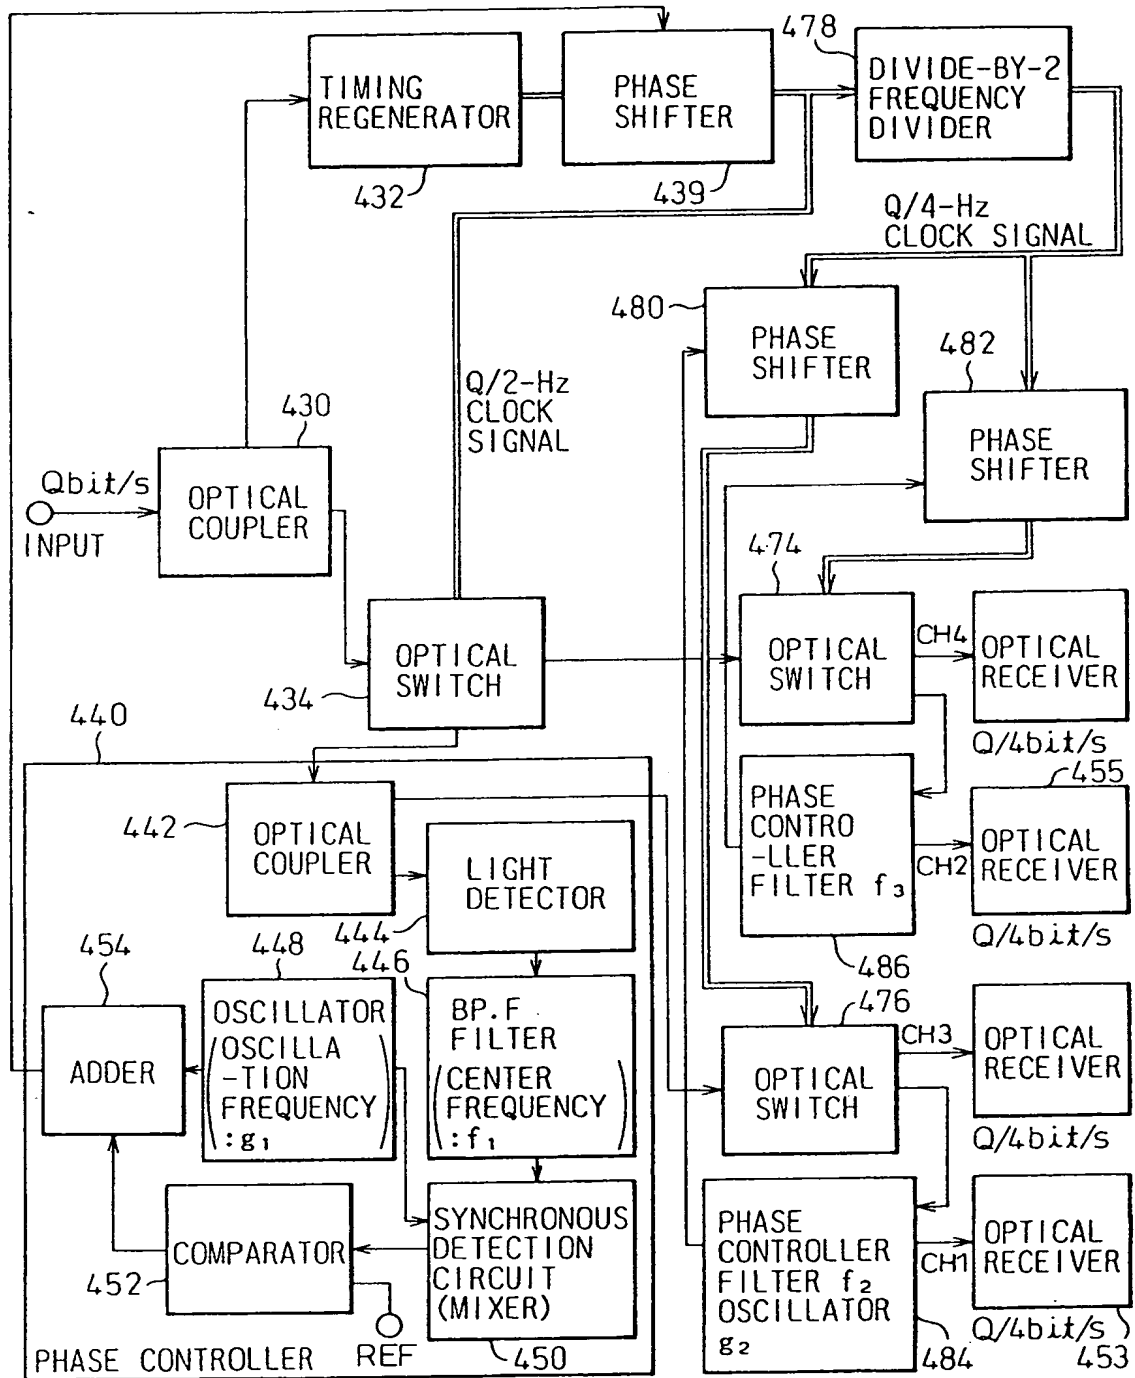 478
TIMING
REGENERATOR
PHASE
SHIFTER
DIVIDE-BY-2
FREQUENCY
DIVIDER
432
439
Q/4-Hz
CLOCK SIGNAL
480
PHASE
SHIFTER
482
Q/2-Hz
CLOCK
SIGNAL
430
PHASE
SHIFTER
Qbit/s
OPTICAL
COUPLER
INPUT
474
OPTICAL
SWITCH
434
OPTICAL
SWITCH
CH4
OPTICAL
RECEIVER
440
Q/4bit/s
455
442
OPTICAL
COUPLER
LIGHT
DETECTOR
444
PHASE
CONTRO
-LLER
FILTER f3
CH2
OPTICAL
RECEIVER
Q/4bit/s
486
454
448
446
476
ADDER
OSCILLATOR
(OSCILLA
-TION
FREQUENCY
:g1)
BP.F
FILTER
(CENTER
FREQUENCY
:f1)
OPTICAL
SWITCH
CH3
OPTICAL
RECEIVER
Q/4bit/s
COMPARATOR
452
SYNCHRONOUS
DETECTION
CIRCUIT
(MIXER)
PHASE
CONTROLLER
FILTER f2
OSCILLATOR
g2
CH1
OPTICAL
RECEIVER
Q/4bit/s
PHASE CONTROLLER
REF
450
484
453